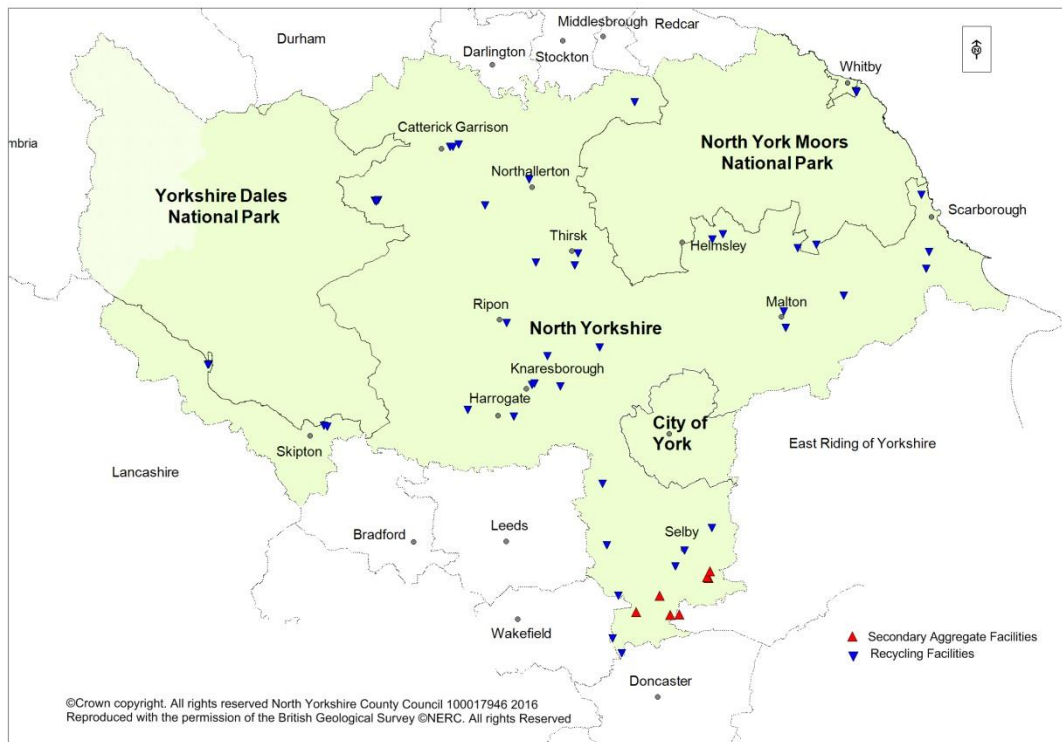 Middlesbrough
Redcar
Durham
Darlington
Stockton
Whitby
N
mbria
Catterick Garrison
North York Moors
National Park
Northallerton
Yorkshire Dales
National Park
Scarborough
Thirsk
Helmsley
Ripon
Malton
North Yorkshire
Knaresborough
Harrogate
City of
York
East Riding of Yorkshire
Skipton
Lancashire
Bradford
Leeds
Selby
Wakefield
Secondary Aggregate Facilities
Recycling Facilities
Doncaster
©Crown copyright. All rights reserved North Yorkshire County Council 100017946 2016
Reproduced with the permission of the British Geological Survey ©NERC. All rights Reserved